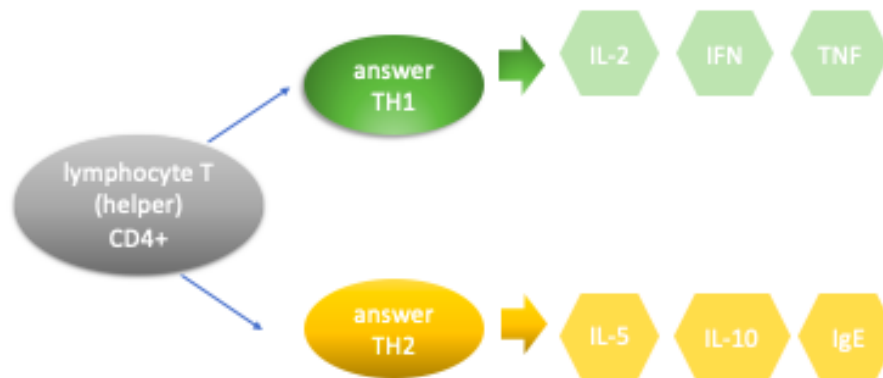 answer
TH1
IL-2
IFN
TNF
lymphocyte T
(helper)
CD4+
answer
TH2
IL-5
IL-10
IgE